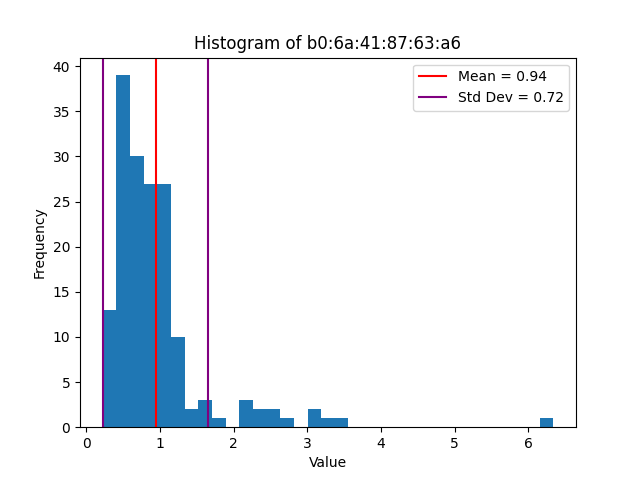 Histogram of b0:6a:41:87:63:a6
Mean = 0.94
Std Dev = 0.72
Frequency
40
35
30
25
20
15
10
5
0
0 1 2 3 4 5 6
Value